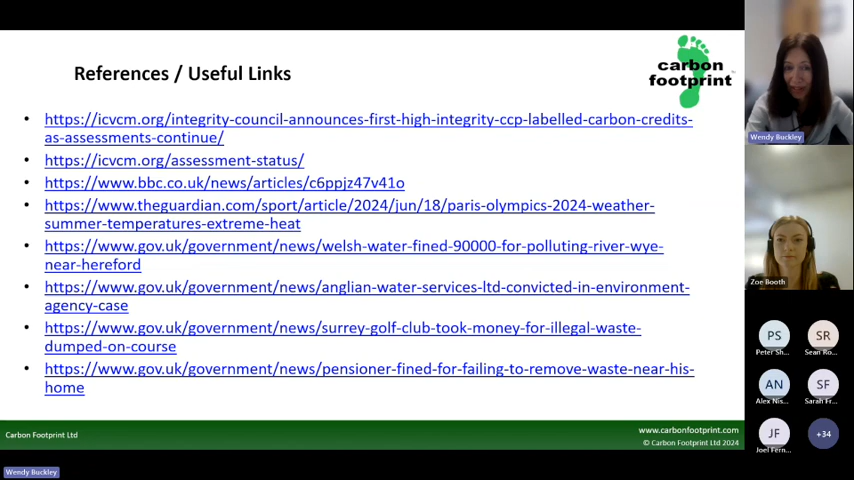 References / Useful Links
carbon
footprint
https://icvcm.org/integrity-council-announces-first-high-integrity-ccp-labelled-carbon-credits-
as-assessments-continue/
https://icvcm.org/assessment-status/
https://www.bbc.co.uk/news/articles/c6ppjz47v41o
https://www.theguardian.com/sport/article/2024/jun/18/paris-olympics-2024-weather-
summer-temperatures-extreme-heat
https://www.gov.uk/government/news/welsh-water-fined-90000-for-polluting-river-wye-
near-hereford
https://www.gov.uk/government/news/anglian-water-services-ltd-convicted-in-environment-
agency-case
https://www.gov.uk/government/news/surrey-golf-club-took-money-for-illegal-waste-
dumped-on-course
https://www.gov.uk/government/news/pensioner-fined-for-failing-to-remove-waste-near-his-
home
Carbon Footprint Ltd
www.carbonfootprint.com
© Carbon Footprint Ltd 2024
Wendy Buckley
Wendy Buckley
Zoe Booth
PS
SR
Peter Sh...
Sean Ro...
AN
SF
Alex Nis...
Sarah Fr...
JF
+34
Joel Fern...